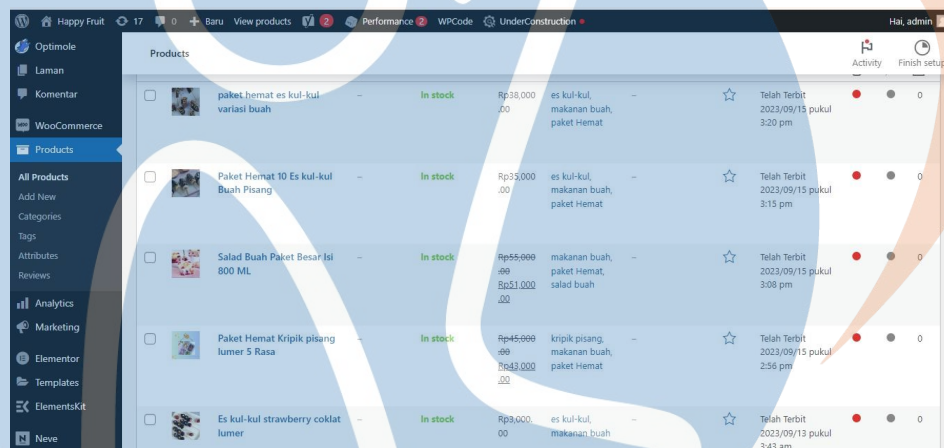 Happy Fruit 17 0 + Baru View products 2 Performance 2 WPCode UnderConstruction Hai, admin
Optimole
Laman
Komentar
WooCommerce
Products
All Products
Add New
Categories
Tags
Attributes
Reviews
Analytics
Marketing
Elementor
Templates
ElementsKit
Neve
Products
Activity
Finish setup
paket hemat es kul-kul
variasi buah
–
In stock
Rp38,000
.00
es kul-kul,
makanan buah,
paket Hemat
–
Telah Terbit
2023/09/15 pukul
3:20 pm
0
Paket Hemat 10 Es kul-kul
Buah Pisang
–
In stock
Rp35,000
.00
es kul-kul,
makanan buah,
paket Hemat
–
Telah Terbit
2023/09/15 pukul
3:15 pm
0
Salad Buah Paket Besar Isi
800 ML
–
In stock
Rp55,000
.00
Rp51,000
.00
makanan buah,
paket Hemat,
salad buah
–
Telah Terbit
2023/09/15 pukul
3:08 pm
0
Paket Hemat Kripik pisang
lumer 5 Rasa
–
In stock
Rp45,000
.00
Rp43,000
.00
kripik pisang,
makanan buah,
paket Hemat
–
Telah Terbit
2023/09/15 pukul
2:56 pm
0
Es kul-kul strawberry coklat
lumer
–
In stock
Rp3,000.
00
es kul-kul,
makanan buah
–
Telah Terbit
2023/09/13 pukul
3:43 am
0